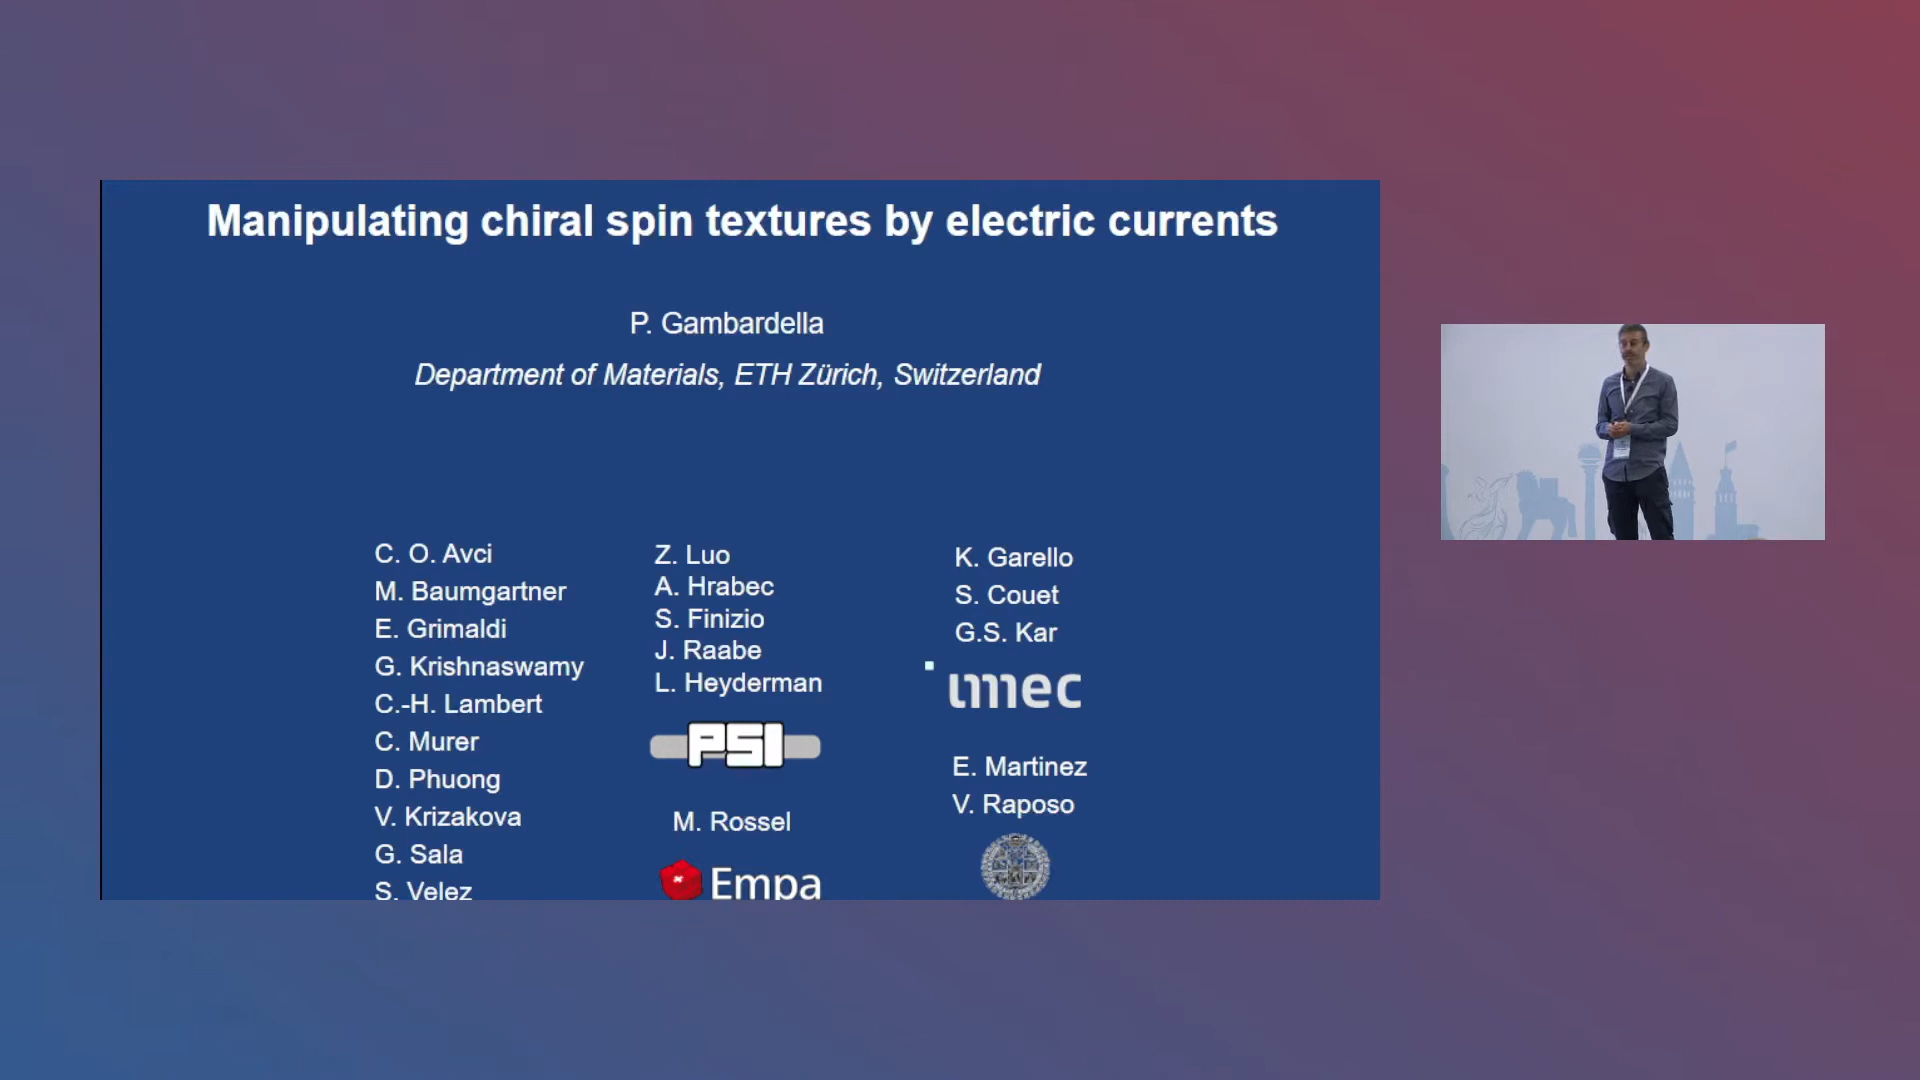 Manipulating chiral spin textures by electric currents
P. Gambardella
Department of Materials, ETH Zürich, Switzerland
C. O. Avci
M. Baumgartner
E. Grimaldi
G. Krishnaswamy
C.-H. Lambert
C. Murer
D. Phuong
V. Krizakova
G. Sala
S. Velez
Z. Luo
A. Hrabec
S. Finizio
J. Raabe
L. Heyderman
PSI
M. Rossel
Empa
K. Garello
S. Couet
G.S. Kar
imec
E. Martinez
V. Raposo